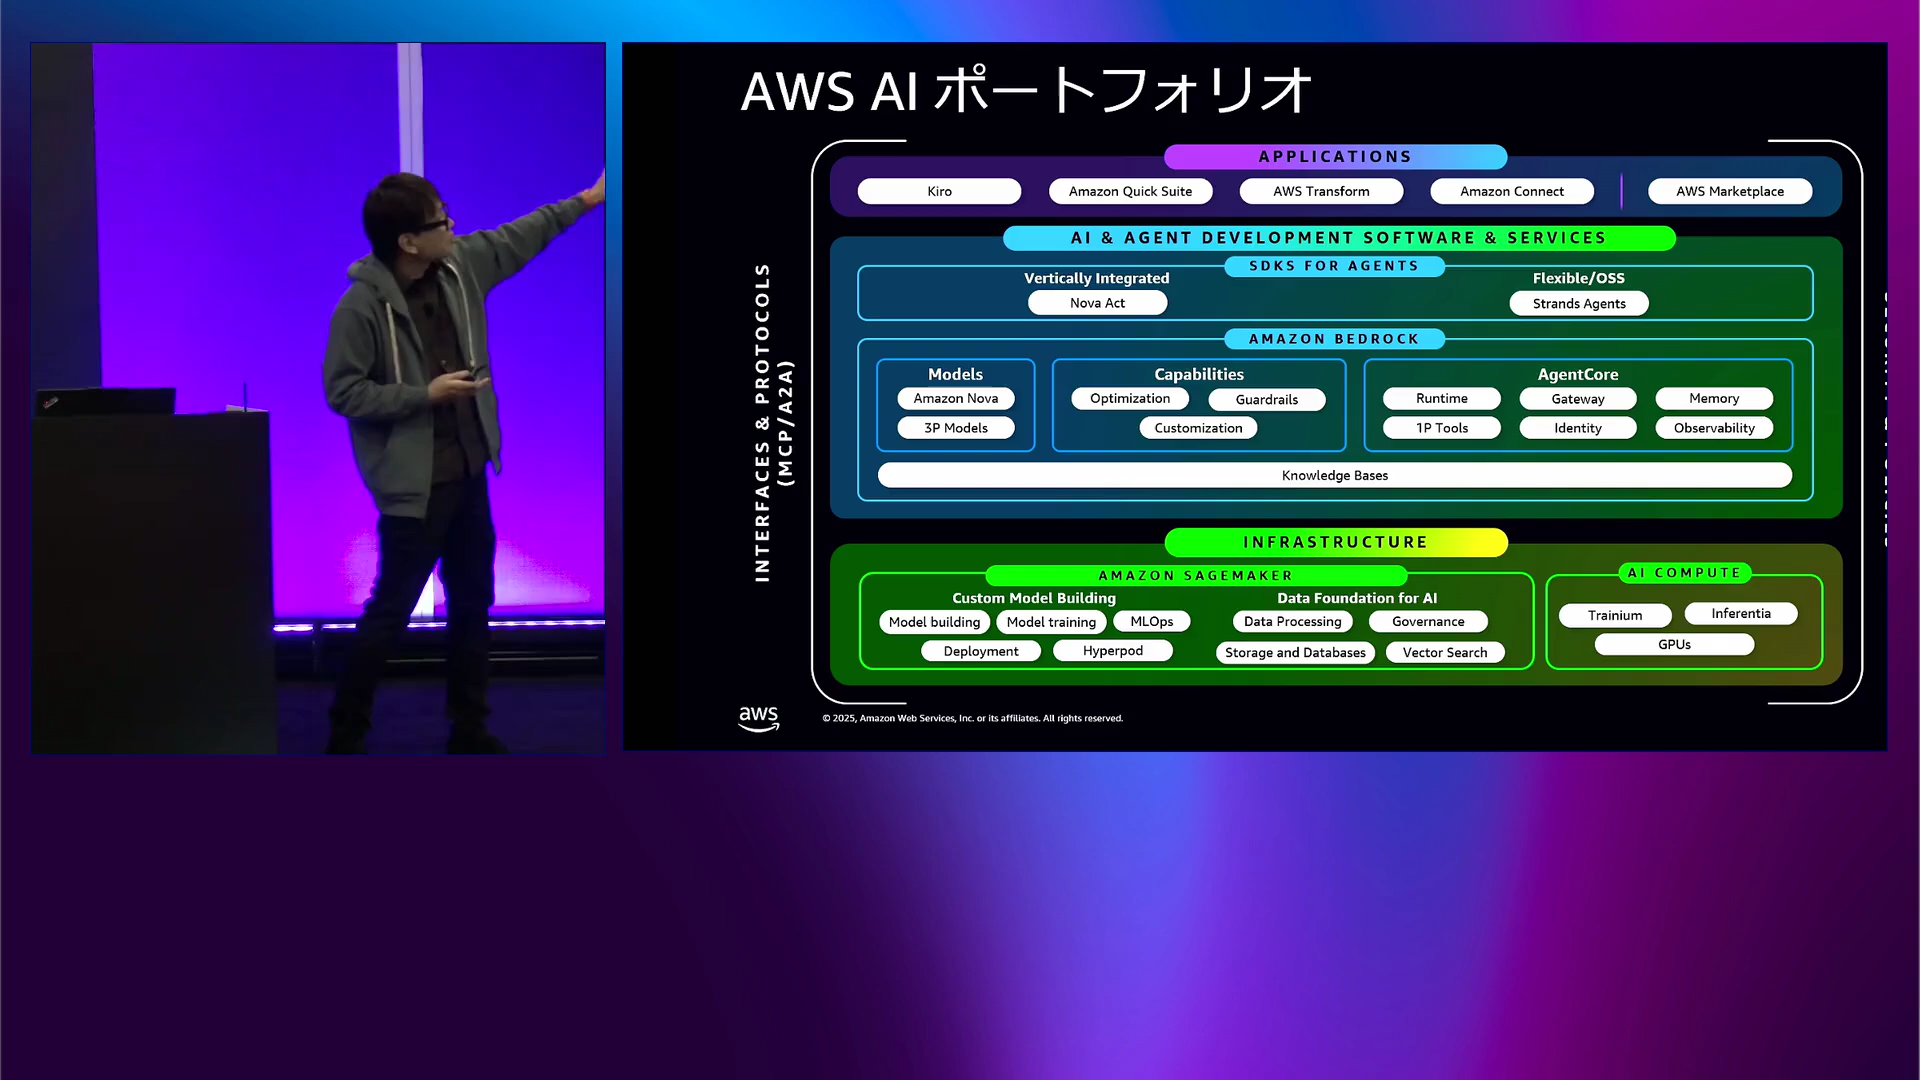 AWS AI ポートフォリオ
APPLICATIONS
Kiro
Amazon Quick Suite
AWS Transform
Amazon Connect
AWS Marketplace
AI & AGENT DEVELOPMENT SOFTWARE & SERVICES
SDKS FOR AGENTS
Vertically Integrated
Nova Act
Flexible/OSS
Strands Agents
AMAZON BEDROCK
Models
Amazon Nova
3P Models
Capabilities
Optimization
Guardrails
Customization
AgentCore
Runtime
Gateway
Memory
1P Tools
Identity
Observability
Knowledge Bases
INTERFACES & PROTOCOLS
(MCP/A2A)
INFRASTRUCTURE
AMAZON SAGEMAKER
Custom Model Building
Model building
Model training
MLOps
Deployment
Hyperpod
Data Foundation for AI
Data Processing
Governance
Storage and Databases
Vector Search
AI COMPUTE
Trainium
Inferentia
GPUs
aws
© 2025, Amazon Web Services, Inc. or its affiliates. All rights reserved.